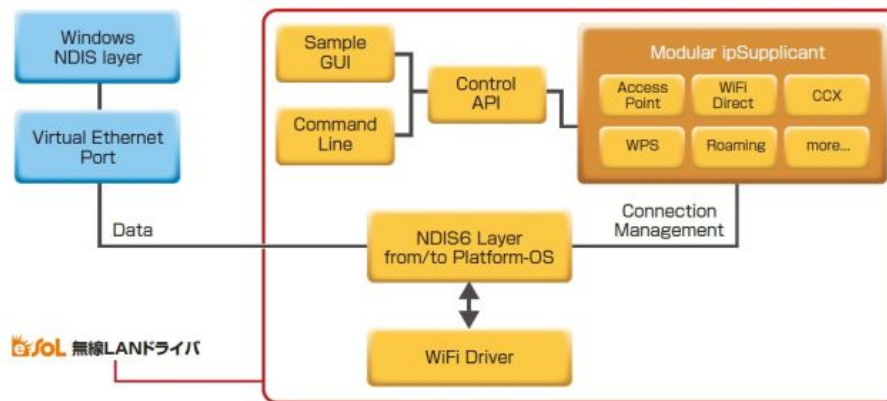 Windows
NDIS layer
Virtual Ethernet
Port
Sample
GUI
Command
Line
Control
API
Modular ipSupplicant
Access
Point
WiFi
Direct
CCX
WPS
Roaming
more...
Data
Connection
Management
NDIS6 Layer
from/to Platform-OS
WiFi Driver
eSOL 無線LANドライバ